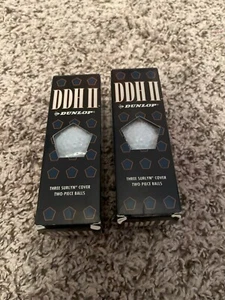 DDH II
DUNLOP
THREE SURLYN® COVER
TWO PIECE BALLS
DDH II
DUNLOP
THREE SURLYN® COVER
TWO PIECE BALLS